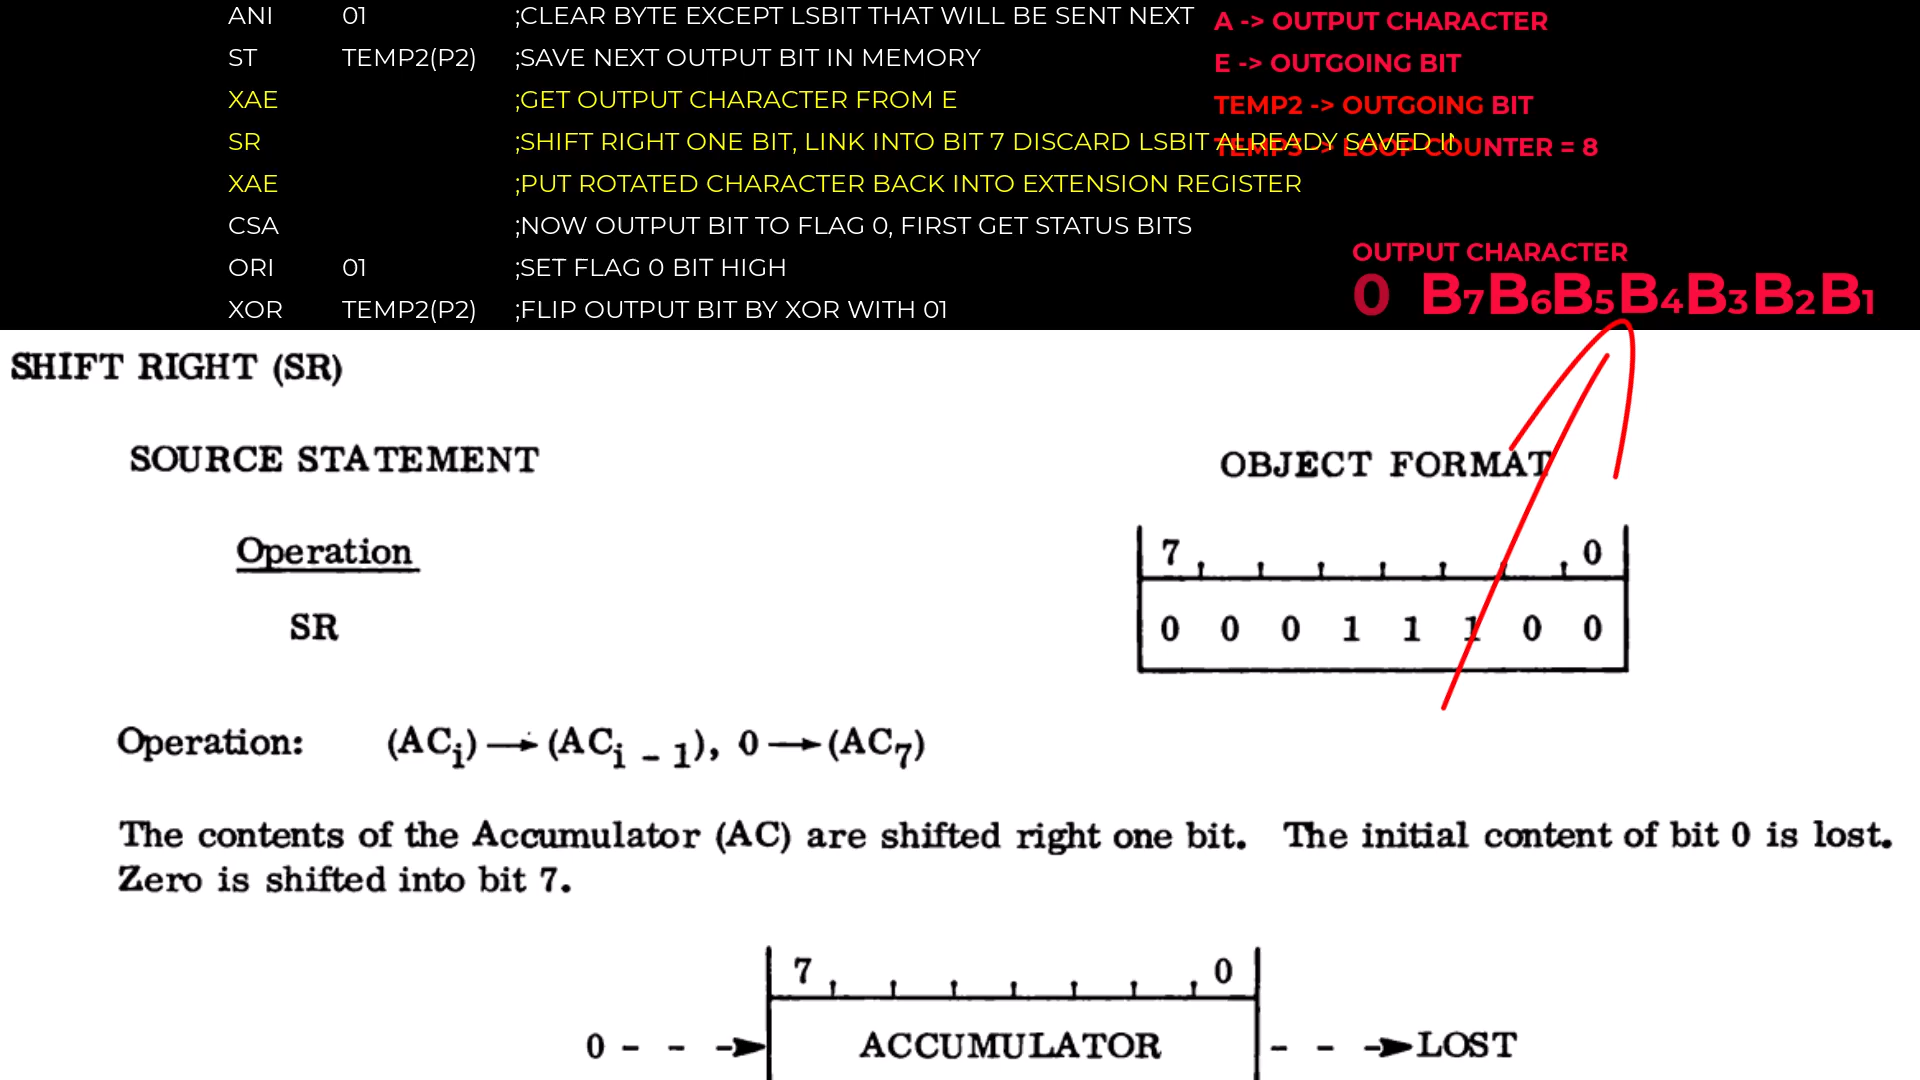 ANI 01 ;CLEAR BYTE EXCEPT LSBIT THAT WILL BE SENT NEXT
A -> OUTPUT CHARACTER
ST TEMP2(P2) ;SAVE NEXT OUTPUT BIT IN MEMORY
E -> OUTGOING BIT
XAE ;GET OUTPUT CHARACTER FROM E
TEMP2 -> OUTGOING BIT
SR ;SHIFT RIGHT ONE BIT, LINK INTO BIT 7 DISCARD LSBIT ALREADY SAVED
TEMP3 -> LOOP COUNTER = 8
XAE ;PUT ROTATED CHARACTER BACK INTO EXTENSION REGISTER
CSA ;NOW OUTPUT BIT TO FLAG 0, FIRST GET STATUS BITS
ORI 01 ;SET FLAG 0 BIT HIGH
XOR TEMP2(P2) ;FLIP OUTPUT BIT BY XOR WITH 01
OUTPUT CHARACTER
0 B7B6B5B4B3B2B1
SHIFT RIGHT (SR)
SOURCE STATEMENT
OBJECT FORMAT
Operation
7 0
SR
0 0 0 1 1 1 0 0
Operation: (ACi) → (ACi - 1), 0 → (AC7)
The contents of the Accumulator (AC) are shifted right one bit. The initial content of bit 0 is lost.
Zero is shifted into bit 7.
7 0
0 - - → ACCUMULATOR - - → LOST